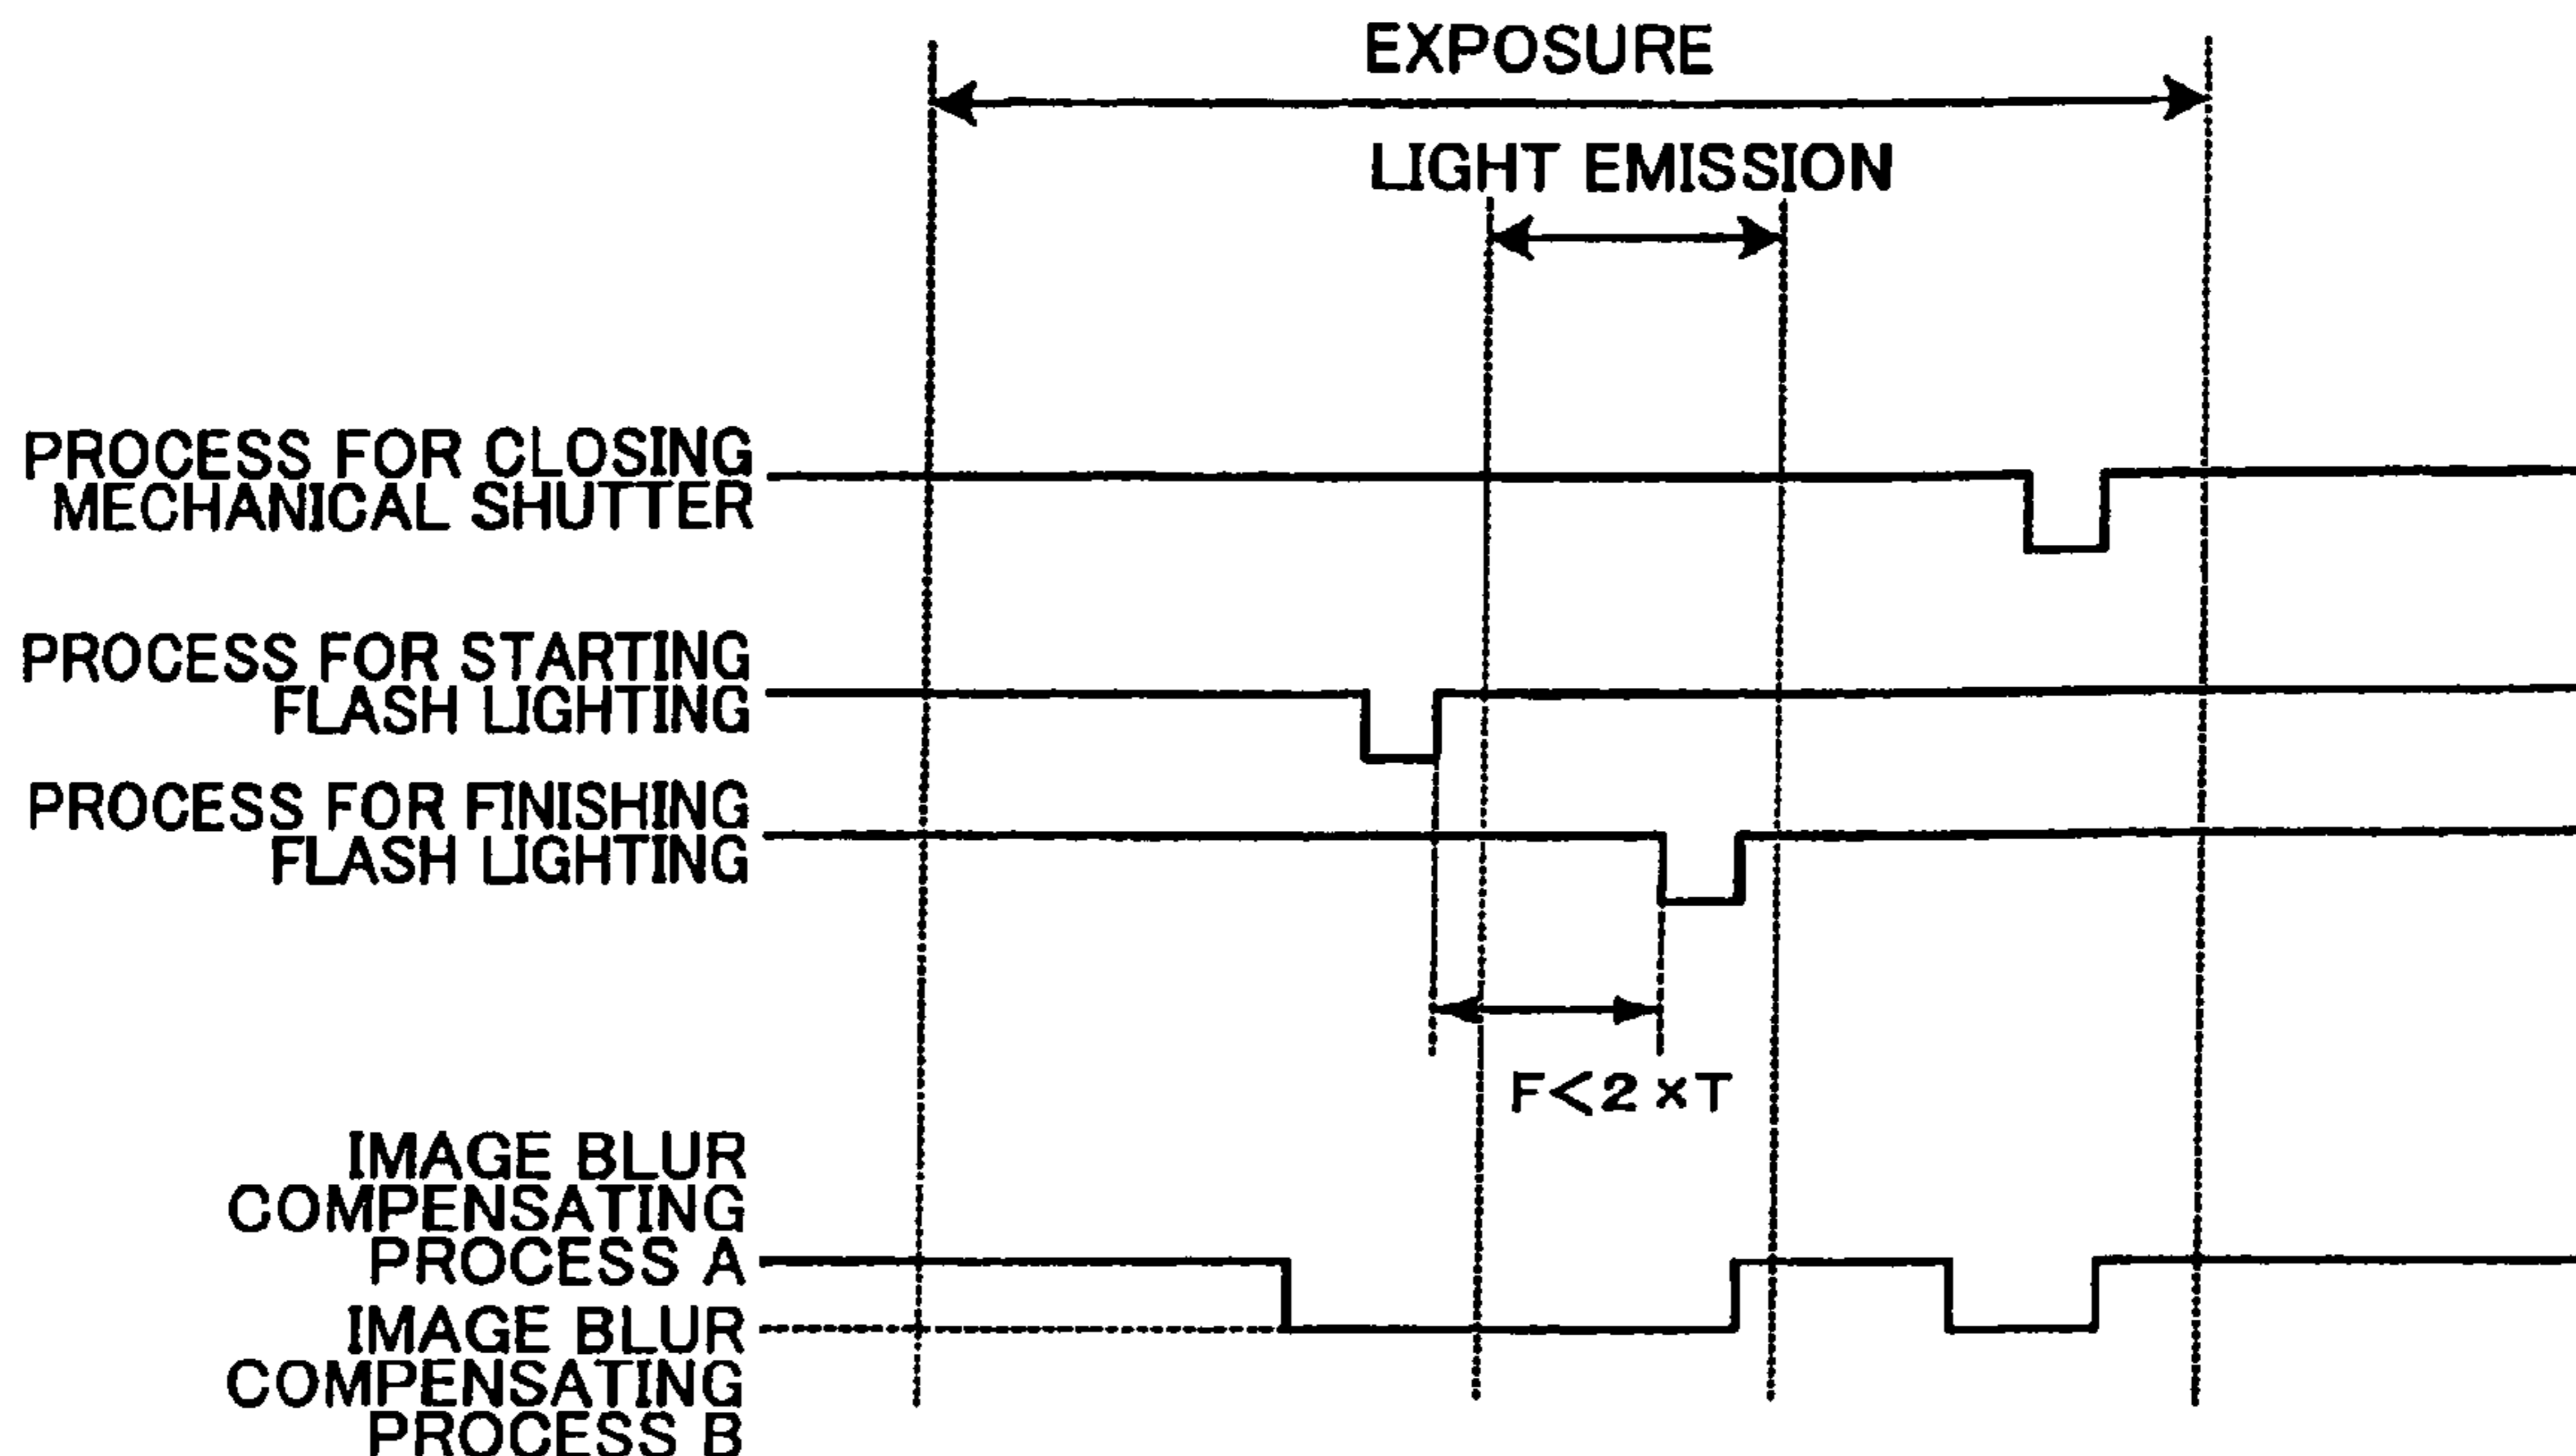 EXPOSURE
LIGHT EMISSION
PROCESS FOR CLOSING
MECHANICAL SHUTTER
PROCESS FOR STARTING
FLASH LIGHTING
PROCESS FOR FINISHING
FLASH LIGHTING
F<2 ×T
IMAGE BLUR
COMPENSATING
PROCESS A
IMAGE BLUR
COMPENSATING
PROCESS B